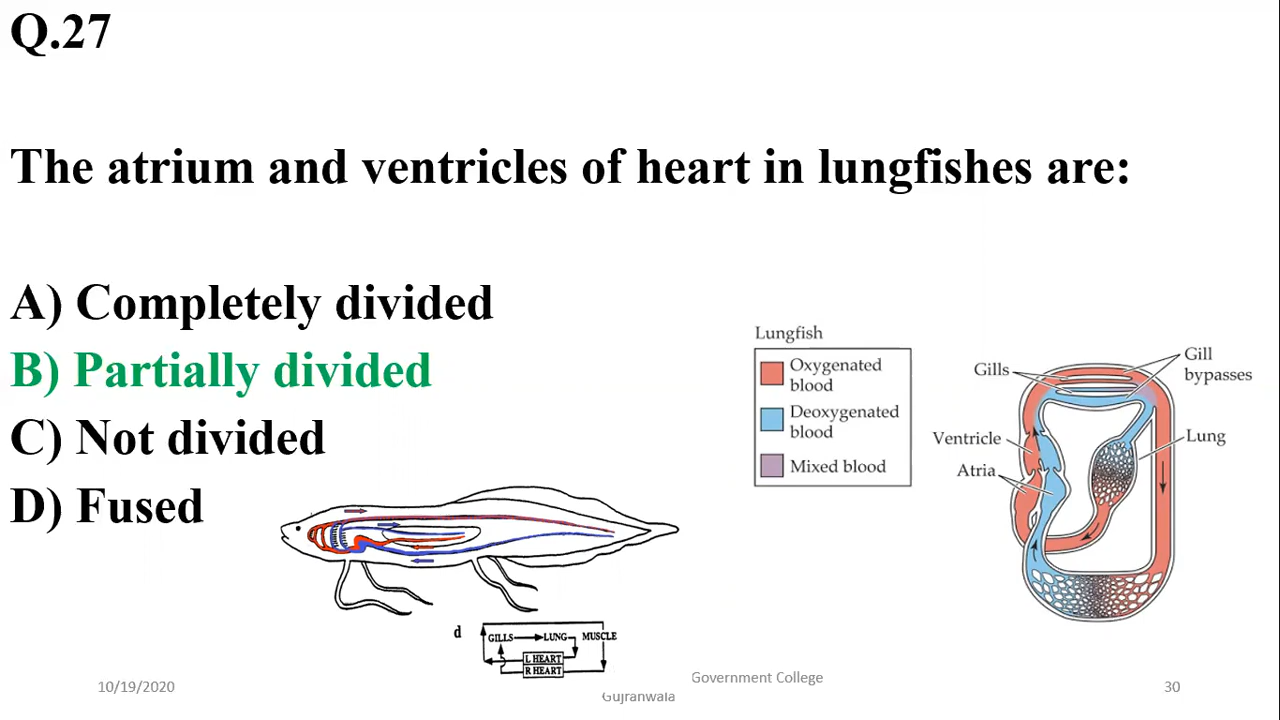 Q.27
The atrium and ventricles of heart in lungfishes are:
A) Completely divided
B) Partially divided
C) Not divided
D) Fused
Lungfish
Oxygenated
blood
Deoxygenated
blood
Mixed blood
Gills
Gill
bypasses
Ventricle
Lung
Atria
d
GILLS LUNG MUSCLE
L HEART
R HEART
10/19/2020
Government College
Gujranwala
30